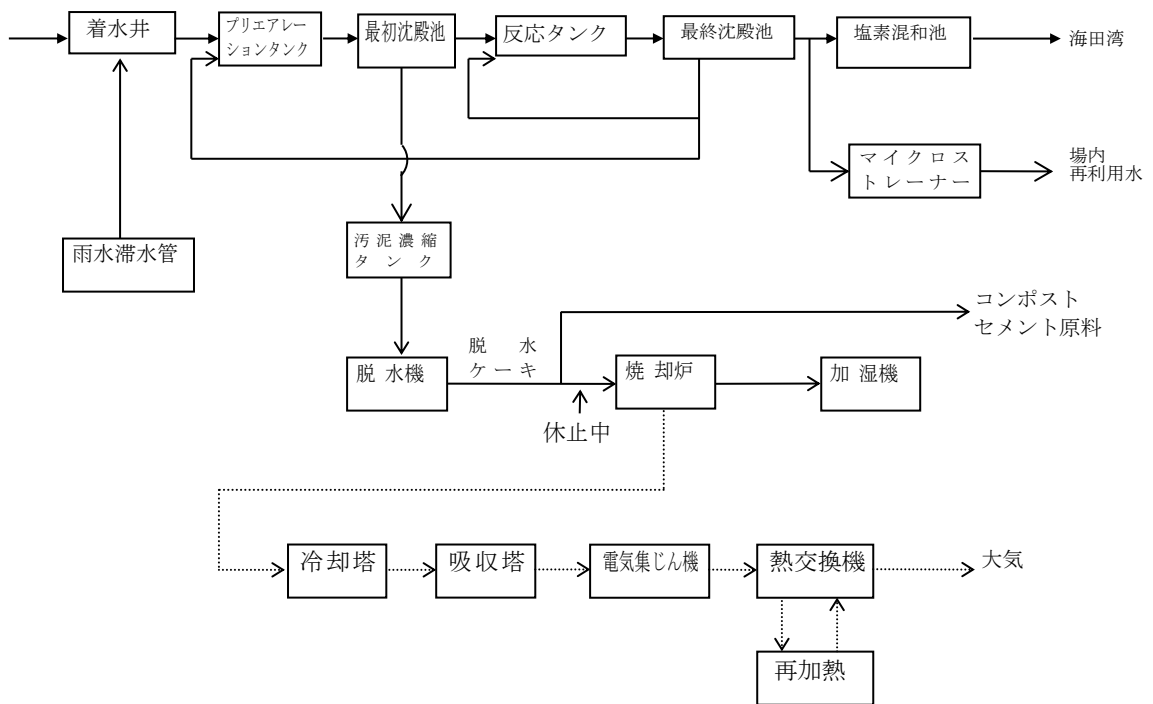 着水井
プリエアレー
ションタンク
最初沈殿池
反応タンク
最終沈殿池
塩素混和池
海田湾
マイクロス
トレーナー
場内
再利用水
雨水滞水管
汚泥濃縮
タンク
コンポスト
セメント原料
脱水
ケーキ
脱水機
焼却炉
加湿機
休止中
冷却塔
吸収塔
電気集じん機
熱交換機
大気
再加熱